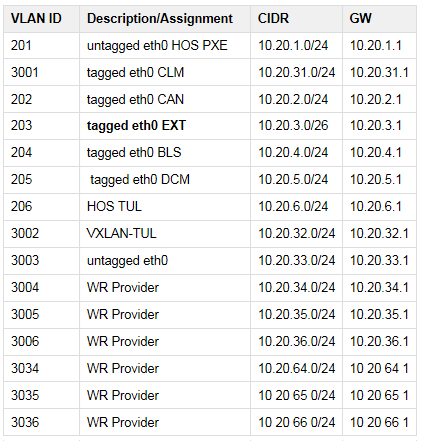 VLAN ID Description/Assignment CIDR GW
201 untagged eth0 HOS PXE 10.20.1.0/24 10.20.1.1
3001 tagged eth0 CLM 10.20.31.0/24 10.20.31.1
202 tagged eth0 CAN 10.20.2.0/24 10.20.2.1
203 tagged eth0 EXT 10.20.3.0/26 10.20.3.1
204 tagged eth0 BLS 10.20.4.0/24 10.20.4.1
205 tagged eth0 DCM 10.20.5.0/24 10.20.5.1
206 HOS TUL 10.20.6.0/24 10.20.6.1
3002 VXLAN-TUL 10.20.32.0/24 10.20.32.1
3003 untagged eth0 10.20.33.0/24 10.20.33.1
3004 WR Provider 10.20.34.0/24 10.20.34.1
3005 WR Provider 10.20.35.0/24 10.20.35.1
3006 WR Provider 10.20.36.0/24 10.20.36.1
3034 WR Provider 10.20.64.0/24 10 20 64 1
3035 WR Provider 10 20 65 0/24 10 20 65 1
3036 WR Provider 10 20 66 0/24 10 20 66 1